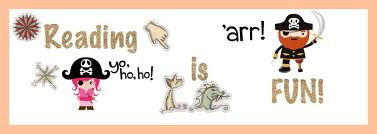 Reading
yo,
ho, ho!
is
'arr!
FUN!